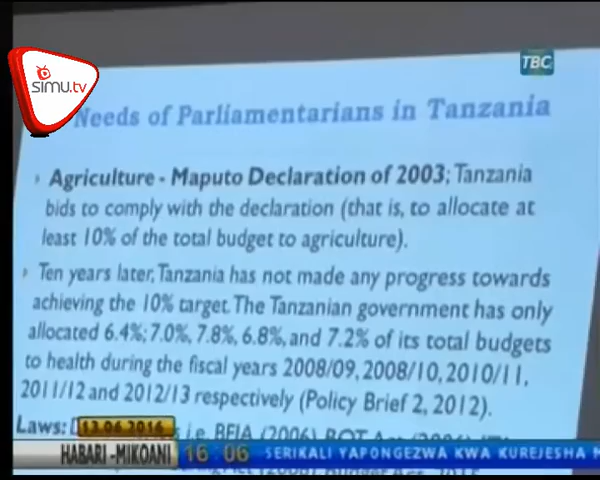 SIMU.tv
TBC
Needs of Parliamentarians in Tanzania
Agriculture - Maputo Declaration of 2003; Tanzania
bids to comply with the declaration (that is, to allocate at
least 10% of the total budget to agriculture).
Ten years later, Tanzania has not made any progress towards
achieving the 10% target. The Tanzanian government has only
allocated 6.4%; 7.0%, 7.8%, 6.8%, and 7.2% of its total budgets
to health during the fiscal years 2008/09, 2008/10, 2010/11,
2011/12 and 2012/13 respectively (Policy Brief 2, 2012).
Laws: i.e. BFIA (2006) BOT Act
13.06.2016
HABARI -MIKOANI 16 06 SERIKALI YAPONGEZWA KWA KUREJESHA